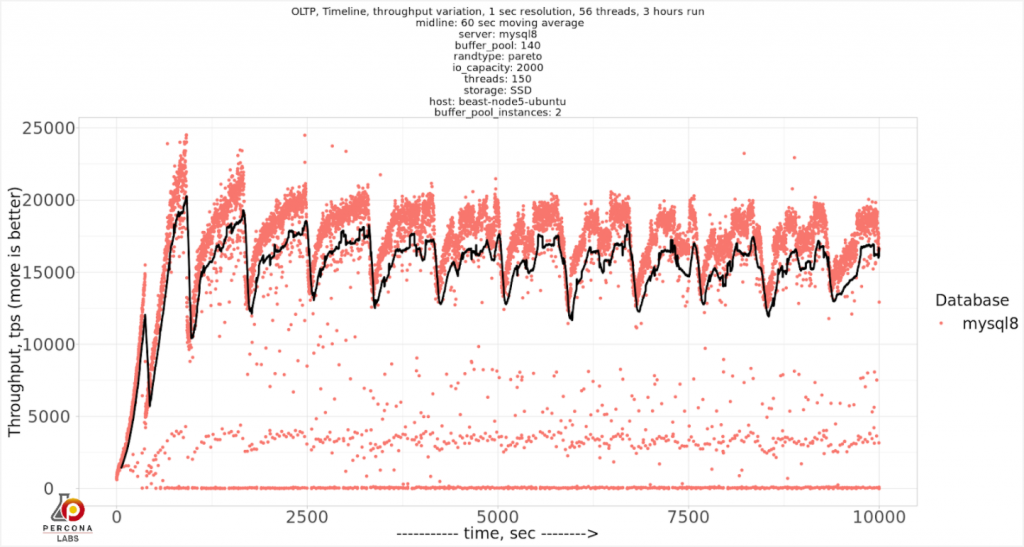 OLTP, Timeline, throughput variation, 1 sec resolution, 56 threads, 3 hours run
midline: 60 sec moving average
server: mysql8
buffer_pool: 140
randtype: pareto
io_capacity: 2000
threads: 150
storage: SSD
host: beast-node5-ubuntu
buffer_pool_instances: 2
Throughput, tps (more is better)
25000
20000
15000
10000
5000
0
Database
mysql8
0
2500
5000
7500
10000
----------- time, sec -------->
PERCONA
LABS